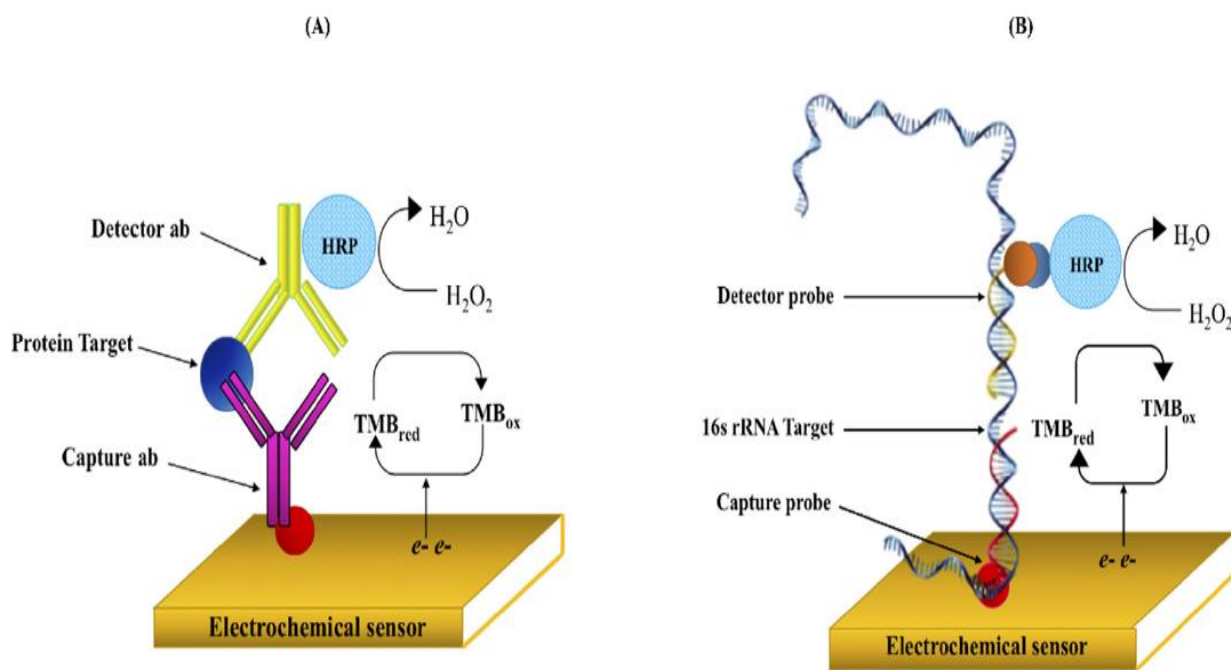 (A)
Detector ab
HRP
H₂O
H₂O₂
Protein Target
TMBred
TMBox
Capture ab
e- e-
Electrochemical sensor
(B)
HRP
H₂O
Detector probe
H₂O₂
16s rRNA Target
TMBred
TMBox
Capture probe
e- e-
Electrochemical sensor